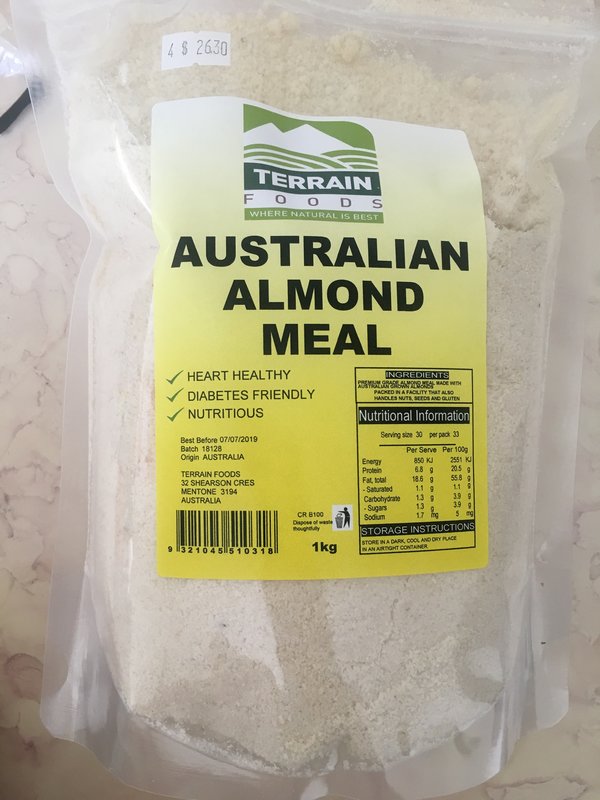 4 $ 26.30
TERRAIN
FOODS
WHERE NATURAL IS BEST
AUSTRALIAN
ALMOND
MEAL
✓ HEART HEALTHY
✓ DIABETES FRIENDLY
✓ NUTRITIOUS
Best Before 07/07/2019
Batch 18128
Origin AUSTRALIA
TERRAIN FOODS
32 SHEARSON CRES
MENTONE 3194
AUSTRALIA
9 321045 510318
CR B100
Dispose of waste
thoughtfully
1kg
INGREDIENTS
PREMIUM GRADE ALMOND MEAL MADE WITH
AUSTRALIAN GROWN ALMONDS
PACKED IN A FACILITY THAT ALSO
HANDLES NUTS, SEEDS AND GLUTEN
Nutritional Information
Serving size 30 per pack 33
Per Serve Per 100g
Energy 850 KJ 2551 KJ
Protein 6.8 g 20.5 g
Fat, total 18.6 g 55.8 g
- Saturated 1.1 g 1.1 g
Carbohydrate 1.3 g 3.9 g
- Sugars 1.3 g 3.9 g
Sodium 1.7 mg 5 mg
STORAGE INSTRUCTIONS
STORE IN A DARK, COOL AND DRY PLACE
IN AN AIRTIGHT CONTAINER.